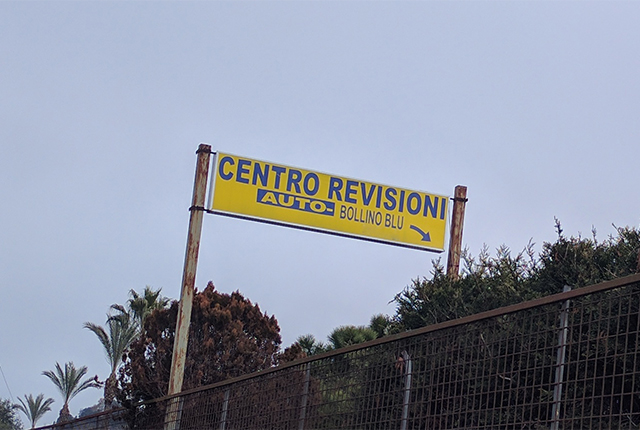 CENTRO REVISIONI
AUTO- BOLLINO BLU